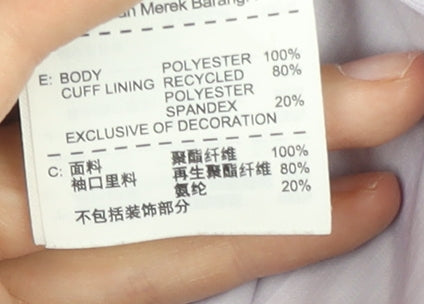 Merek Barang
E: BODY POLYESTER 100%
CUFF LINING RECYCLED 80%
POLYESTER
SPANDEX 20%
EXCLUSIVE OF DECORATION
C: 面料 聚酯纤维 100%
袖口里料 再生聚酯纤维 80%
氨纶 20%
不包括装饰部分